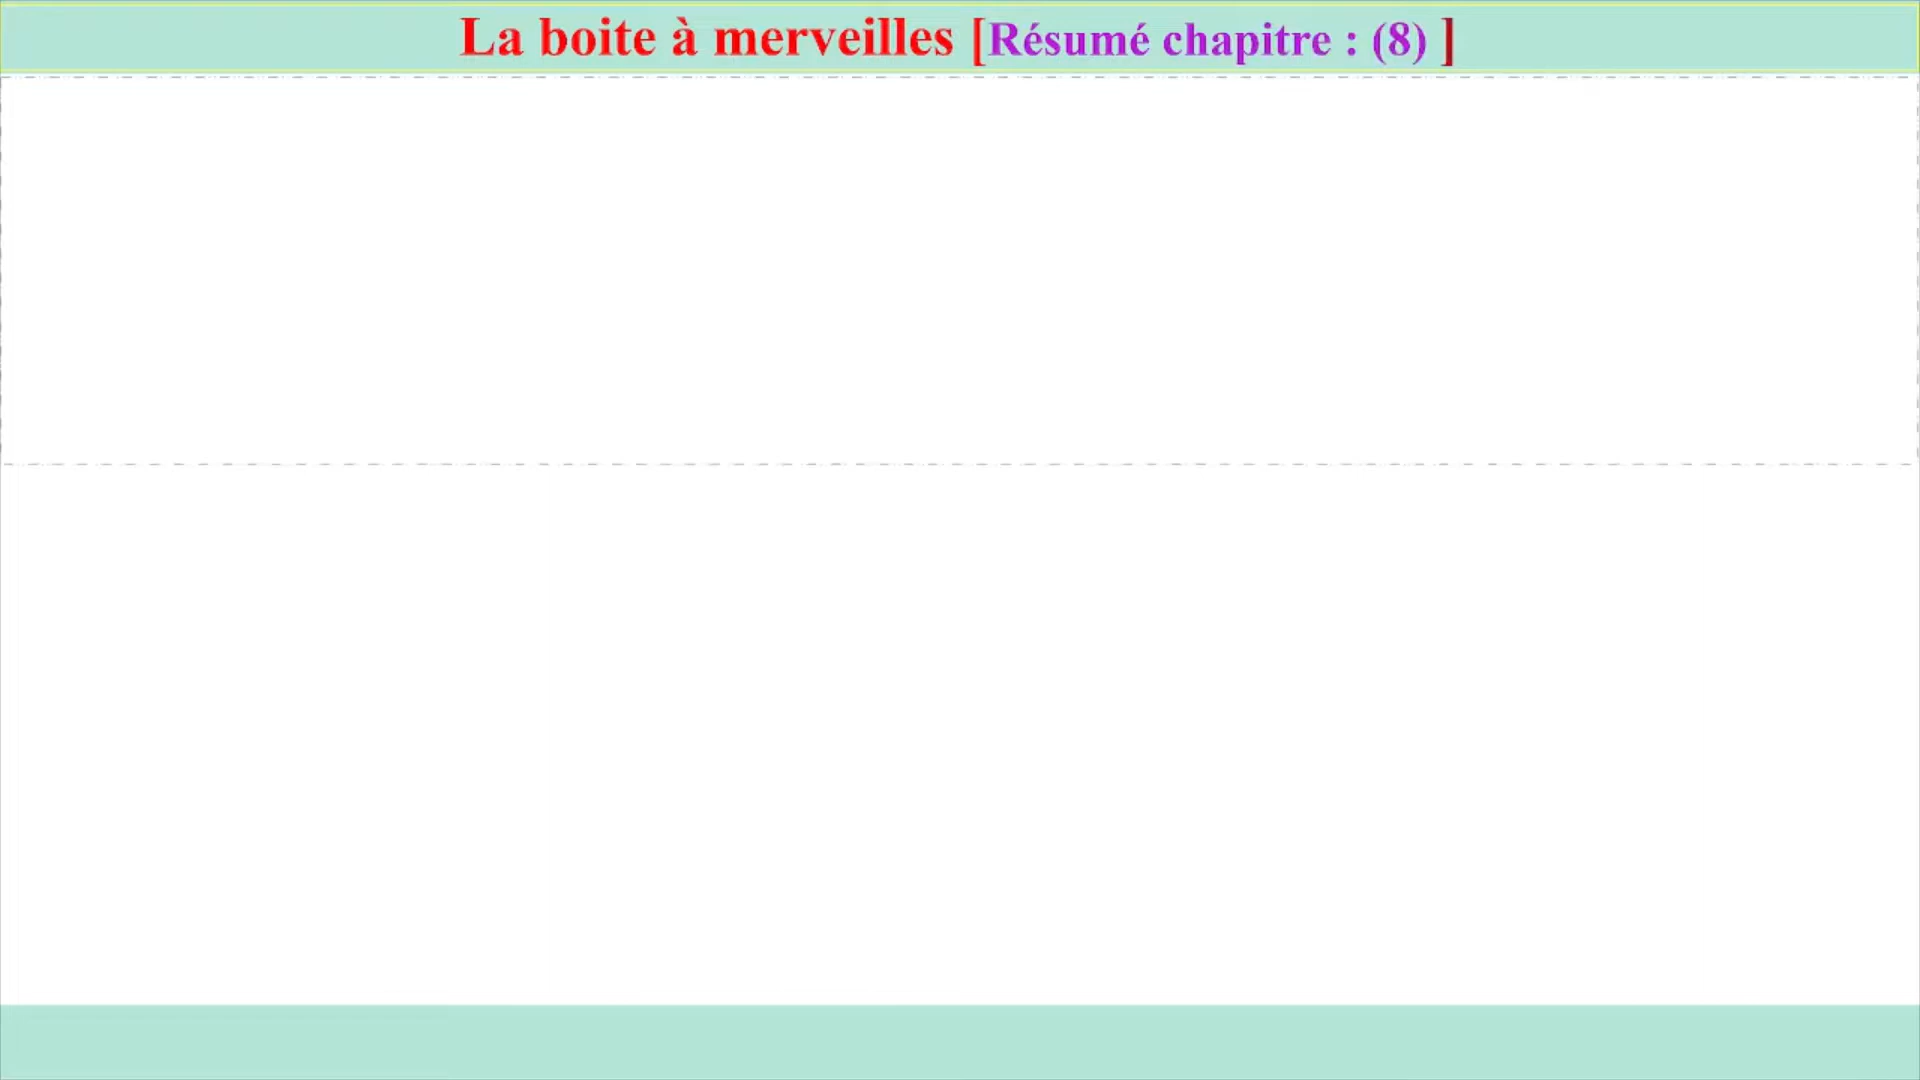 La boite à merveilles [Résumé chapitre : (8) ]